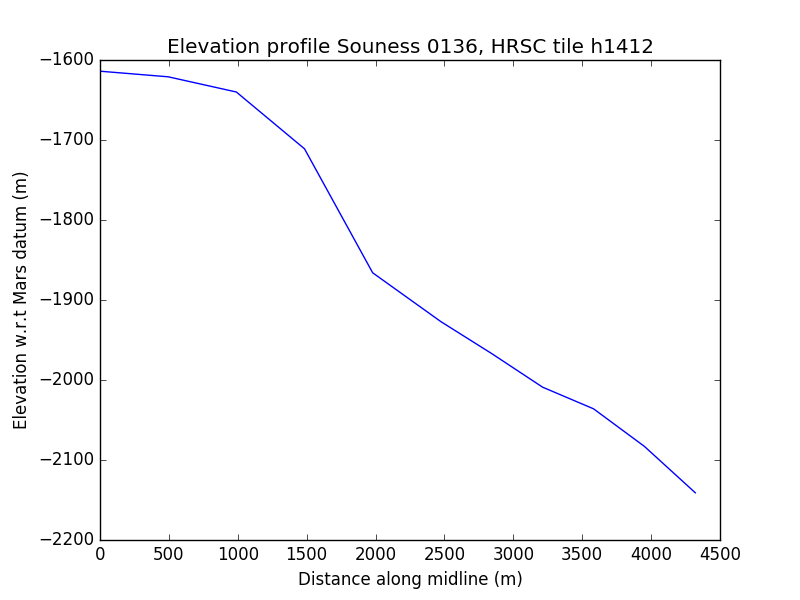 Elevation profile Souness 0136, HRSC tile h1412
−1600
−1700
−1800
−1900
−2000
−2100
−2200
Elevation w.r.t Mars datum (m)
0 500 1000 1500 2000 2500 3000 3500 4000 4500
Distance along midline (m)